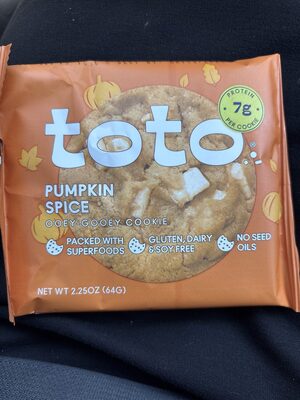 PROTEIN
7g
PER COOKIE
toto
PUMPKIN
SPICE
OOEY GOOEY COOKIE
PACKED WITH
SUPERFOODS
GLUTEN, DAIRY
& SOY FREE
NO SEED
OILS
NET WT 2.25OZ (64G)